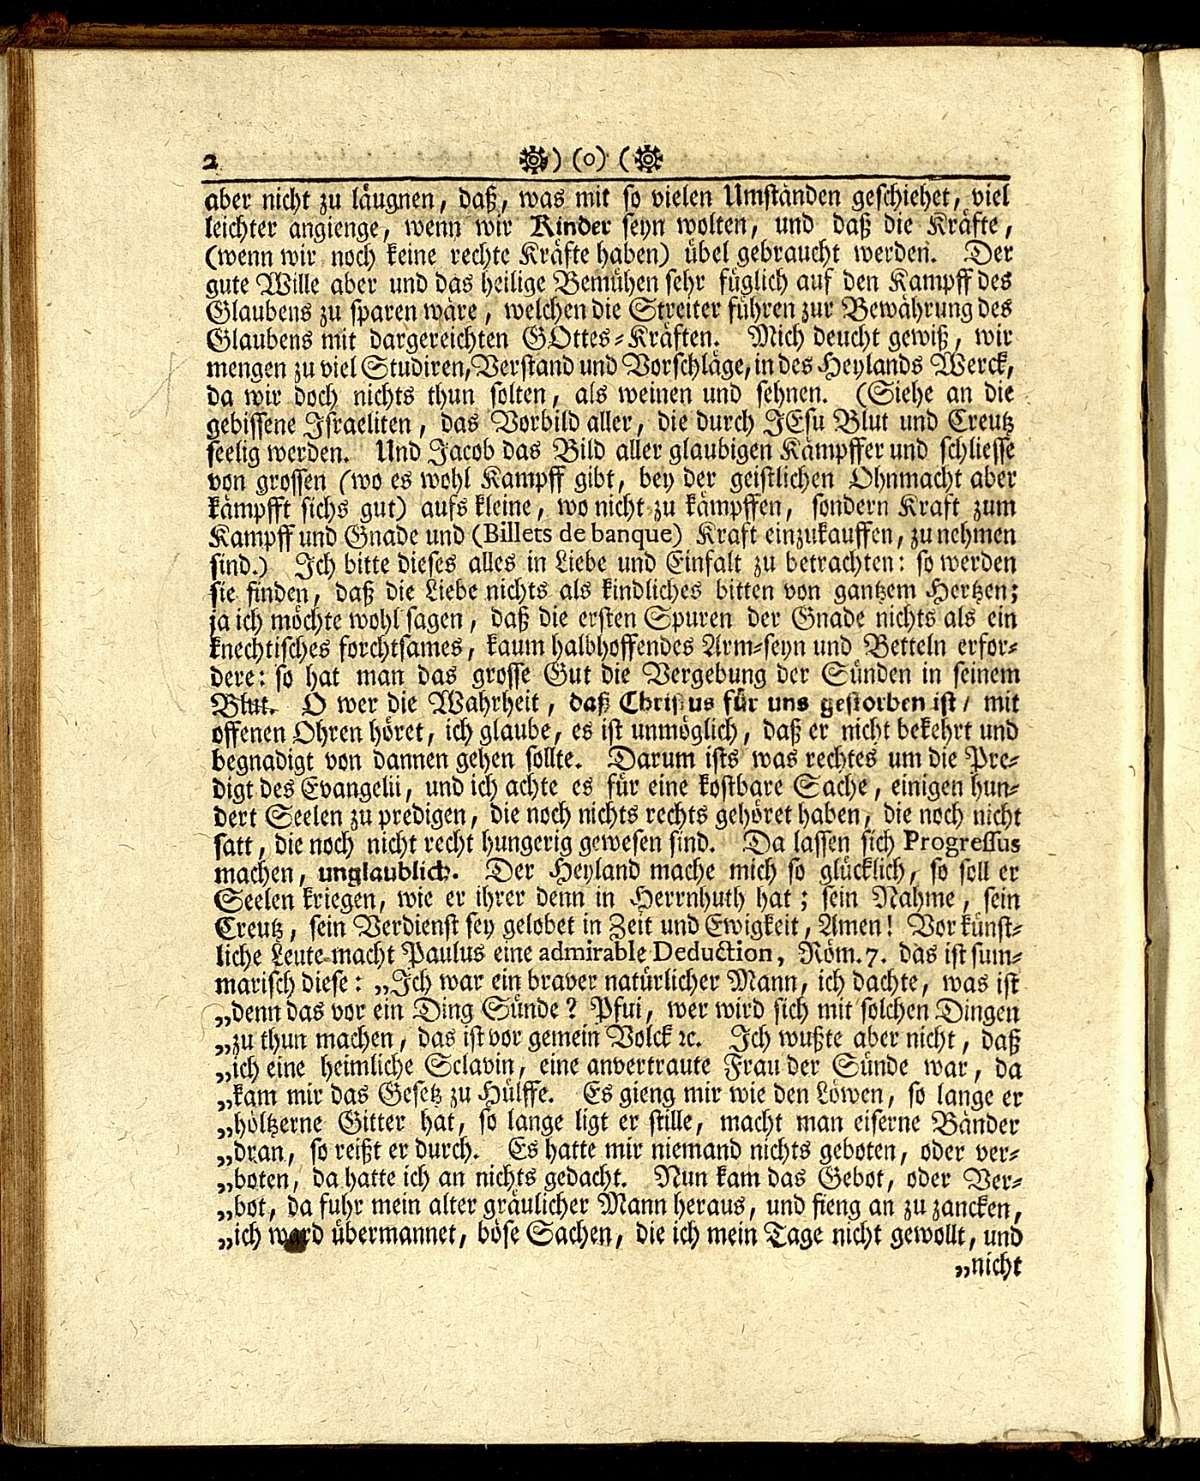 2 ) (o) (
aber nicht zu läugnen, daß, was mit so vielen Umständen geschiehet, viel
leichter angienge, wenn wir Kinder seyn wolten, und daß die Kräfte,
(wenn wir noch keine rechte Kräfte haben) übel gebraucht werden. Der
gute Wille aber und das heilige Bemühen sehr füglich auf den Kampff des
Glaubens zu sparen wäre, welchen die Streiter führen zur Bewährung des
Glaubens mit dargereichten GOttes-Kräften. Mich deucht gewiß, wir
mengen zu viel Studiren, Verstand und Vorschläge, in des Heylands Werck,
da wir doch nichts thun solten, als weinen und sehnen. (Siehe an die
gebissene Israeliten, das Vorbild aller, die durch JEsu Blut und Creutz
seelig werden. Und Jacob das Bild aller glaubigen Kämpffer und schliesse
von grossen (wo es wohl Kampff gibt, bey der geistlichen Ohnmacht aber
kämpfft sichs gut) aufs kleine, wo nicht zu kämpffen, sondern Kraft zum
Kampff und Gnade und (Billets de banque) Kraft einzukauffen, zu nehmen
sind.) Ich bitte dieses alles in Liebe und Einfalt zu betrachten: so werden
sie finden, daß die Liebe nichts als kindliches bitten von gantzem Hertzen;
ja ich möchte wohl sagen, daß die ersten Spuren der Gnade nichts als ein
knechtisches forchtsames, kaum halbhoffendes Arm-seyn und Betteln erfor-
dere: so hat man das grosse Gut die Vergebung der Sünden in seinem
Blut. O wer die Wahrheit, daß Christus für uns gestorben ist/ mit
offenen Ohren höret, ich glaube, es ist unmöglich, daß er nicht bekehrt und
begnadigt von dannen gehen sollte. Darum ists was rechtes um die Pre-
digt des Evangelii, und ich achte es für eine kostbare Sache, einigen hun-
dert Seelen zu predigen, die noch nichts rechts gehöret haben, die noch nicht
satt, die noch nicht recht hungerig gewesen sind. Da lassen sich Progressus
machen, unglaublich. Der Heyland mache mich so glücklich, so soll er
Seelen kriegen, wie er ihrer denn in Herrnhuth hat; sein Nahme, sein
Creutz, sein Verdienst sey gelobet in Zeit und Ewigkeit, Amen! Vor künst-
liche Leute macht Paulus eine admirable Deduction, Röm. 7. das ist sum-
marisch diese: „Ich war ein braver natürlicher Mann, ich dachte, was ist
„denn das vor ein Ding Sünde? Pfui, wer wird sich mit solchen Dingen
„zu thun machen, das ist vor gemein Volck ꝛc. Ich wußte aber nicht, daß
„ich eine heimliche Sclavin, eine anvertraute Frau der Sünde war, da
„kam mir das Gesetz zu Hülffe. Es gieng mir wie den Löwen, so lange er
„höltzerne Gitter hat, so lange ligt er stille, macht man eiserne Bänder
„dran, so reißt er durch. Es hatte mir niemand nichts geboten, oder ver-
„boten, da hatte ich an nichts gedacht. Nun kam das Gebot, oder Ver-
„bot, da fuhr mein alter gräulicher Mann heraus, und fieng an zu zancken,
„ich ward übermannet, böse Sachen, die ich mein Tage nicht gewollt, und
„nicht